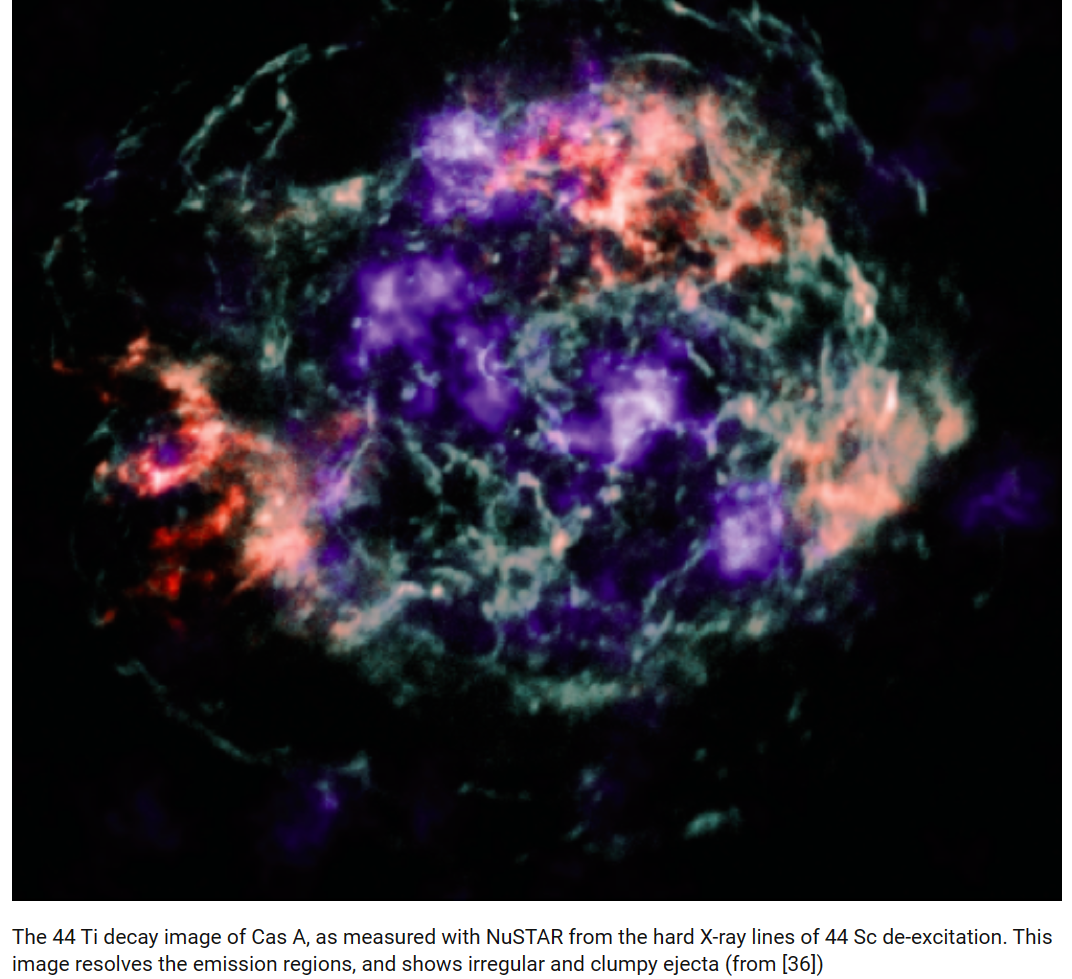 The 44 Ti decay image of Cas A, as measured with NuSTAR from the hard X-ray lines of 44 Sc de-excitation. This
image resolves the emission regions, and shows irregular and clumpy ejecta (from [36])